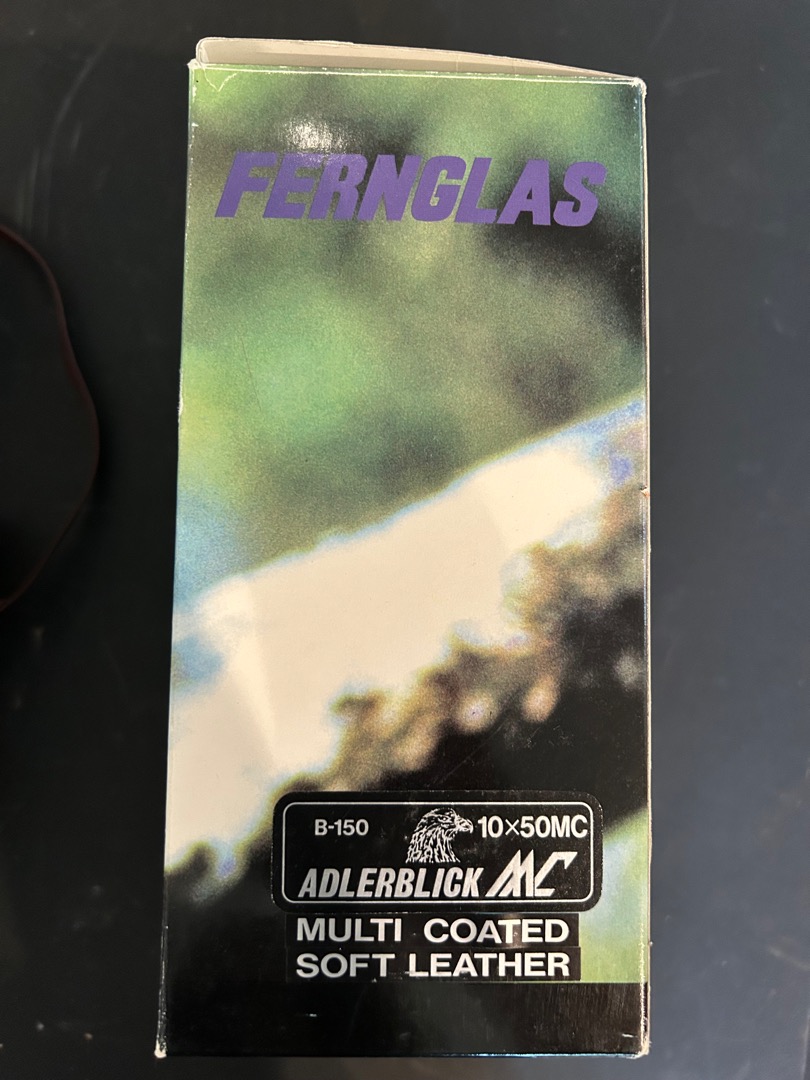 FERNGLAS
B-150 10×50MC
ADLERBLICK MC
MULTI COATED
SOFT LEATHER